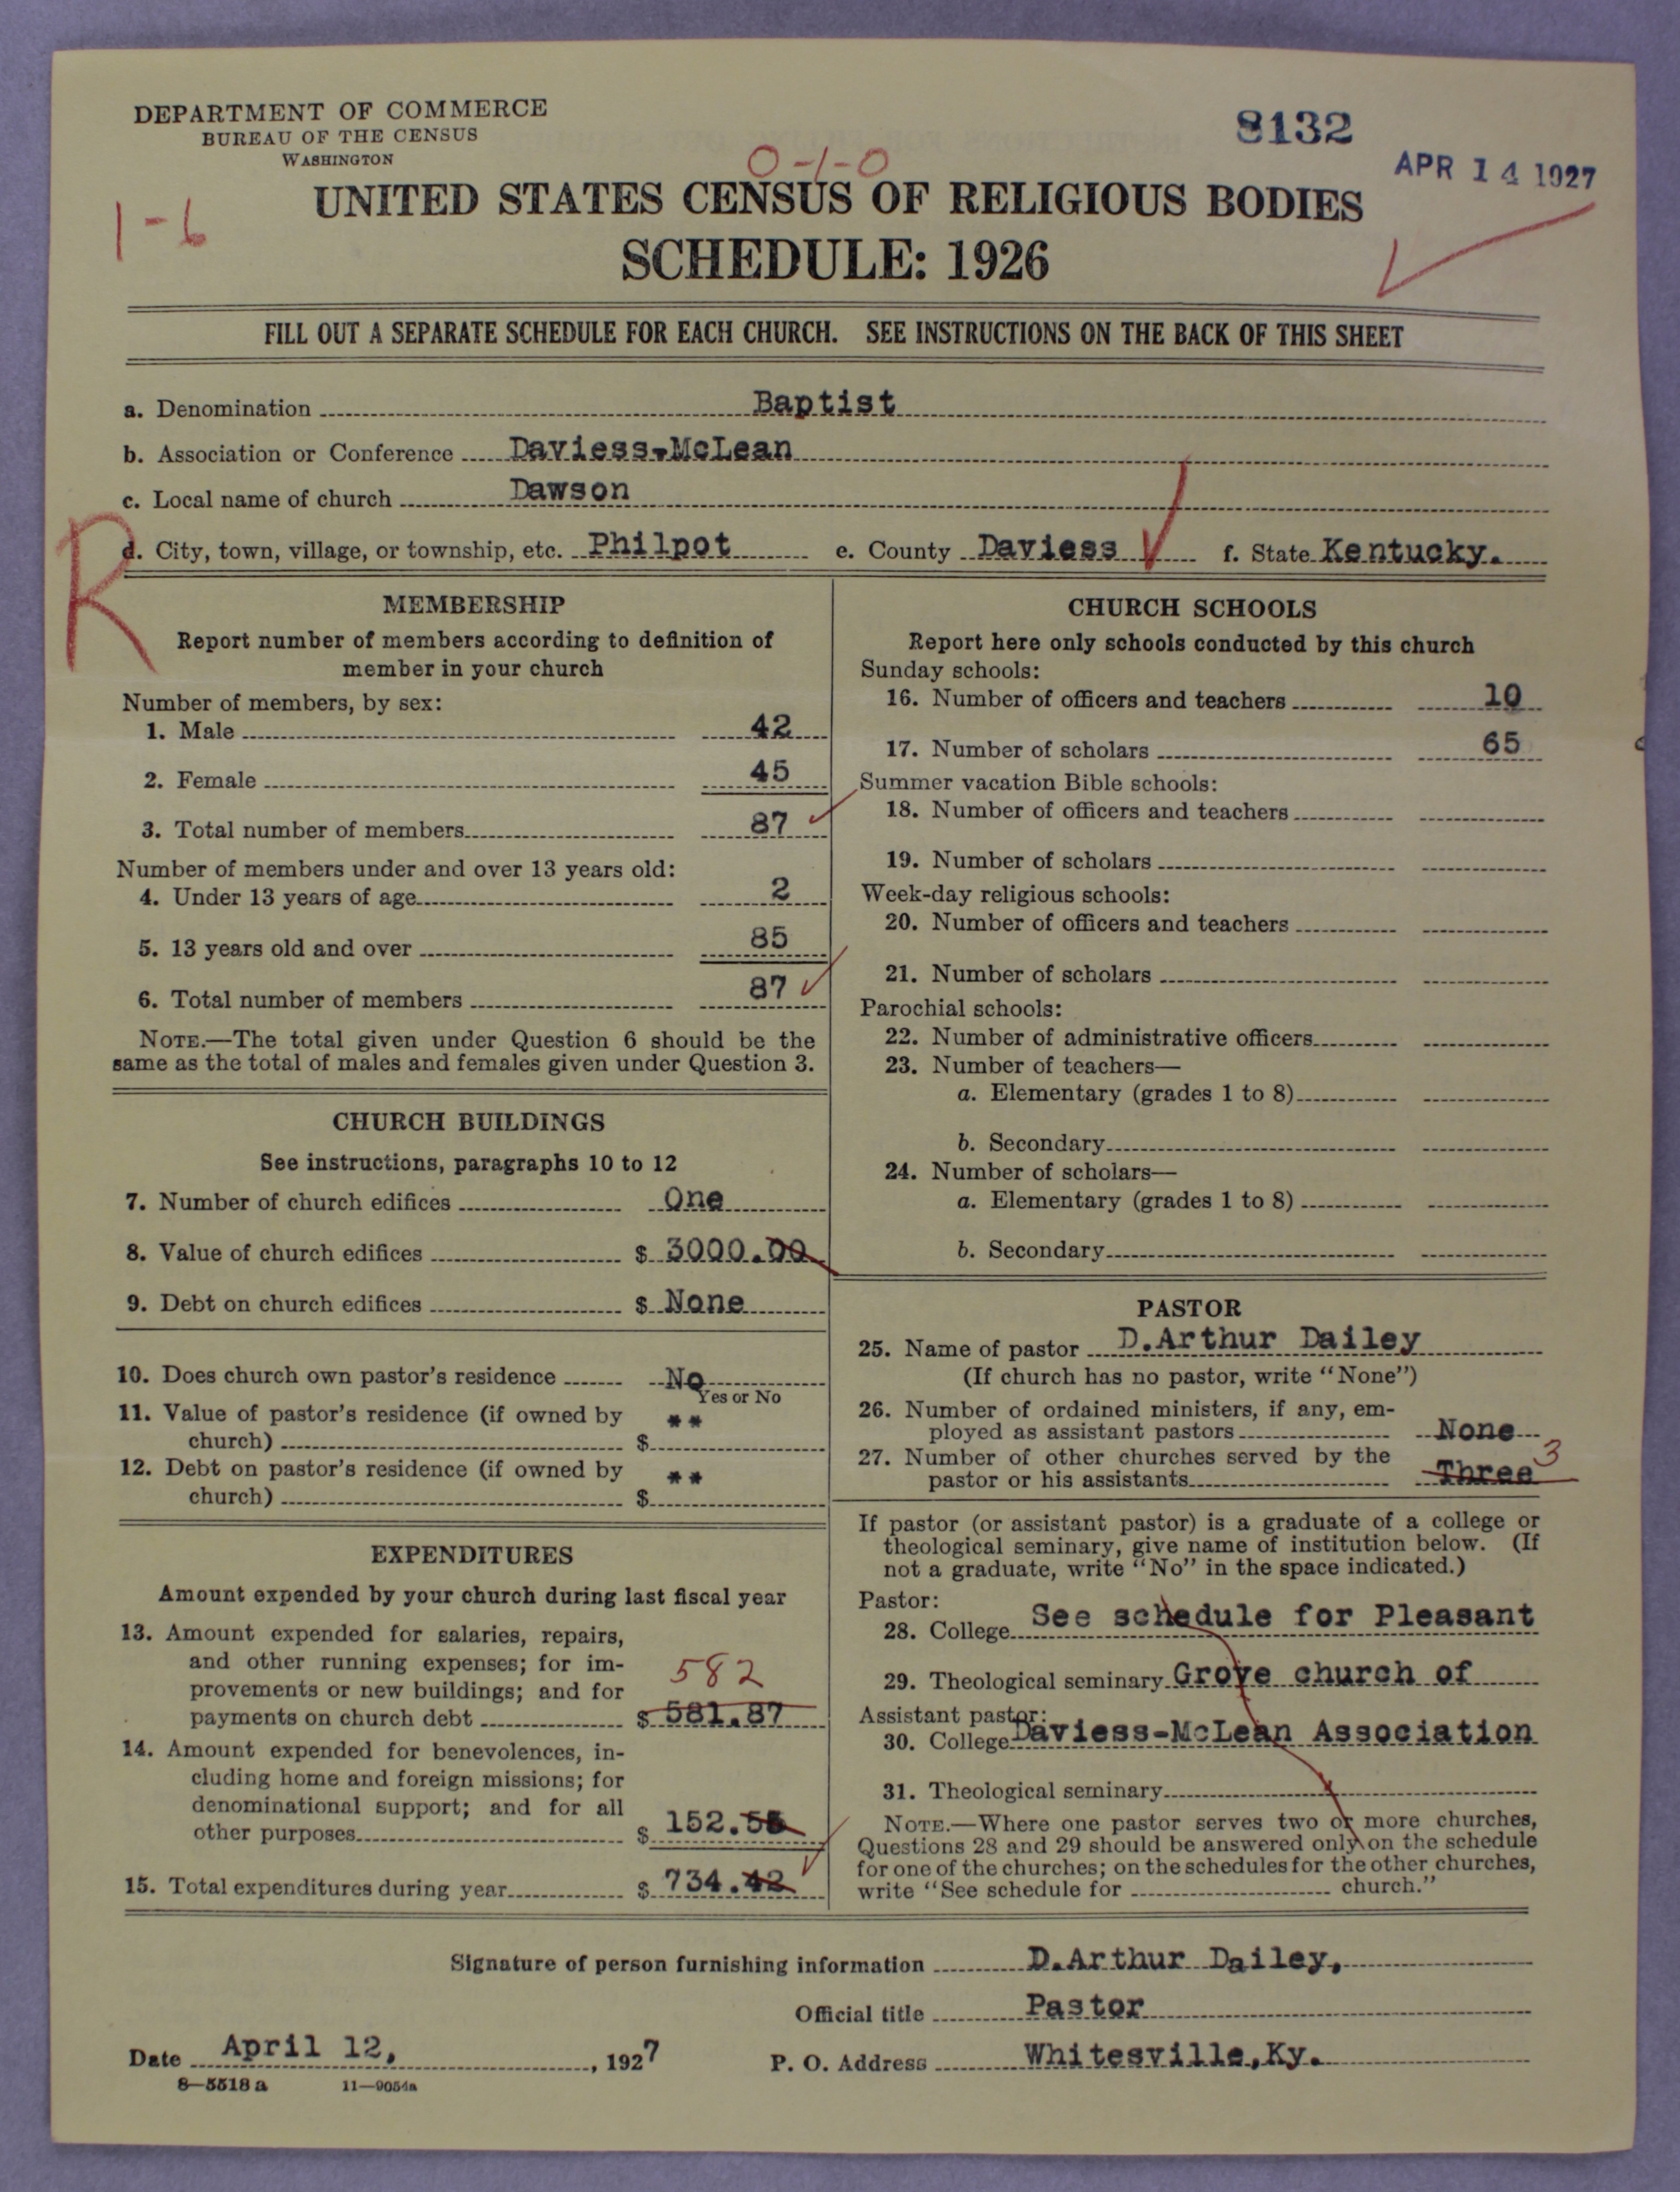 DEPARTMENT OF COMMERCE
BUREAU OF THE CENSUS
WASHINGTON
8132
APR 14 1927
0-1-0
1-6
UNITED STATES CENSUS OF RELIGIOUS BODIES
SCHEDULE: 1926
FILL OUT A SEPARATE SCHEDULE FOR EACH CHURCH. SEE INSTRUCTIONS ON THE BACK OF THIS SHEET
a. Denomination Baptist
b. Association or Conference Daviess-McLean
c. Local name of church Dawson
d. City, town, village, or township, etc. Philpot e. County Daviess f. State Kentucky.
R
MEMBERSHIP
Report number of members according to definition of
member in your church
Number of members, by sex:
1. Male 42
2. Female 45
3. Total number of members 87
Number of members under and over 13 years old:
4. Under 13 years of age 2
5. 13 years old and over 85
6. Total number of members 87
NOTE.—The total given under Question 6 should be the
same as the total of males and females given under Question 3.
CHURCH BUILDINGS
See instructions, paragraphs 10 to 12
7. Number of church edifices One
8. Value of church edifices $ 3000.00
9. Debt on church edifices $ None
10. Does church own pastor's residence No
Yes or No
11. Value of pastor's residence (if owned by
church) $ **
12. Debt on pastor's residence (if owned by
church) $ **
EXPENDITURES
Amount expended by your church during last fiscal year
13. Amount expended for salaries, repairs,
and other running expenses; for im-
provements or new buildings; and for 582
payments on church debt $ 581.87
14. Amount expended for benevolences, in-
cluding home and foreign missions; for
denominational support; and for all
other purposes $ 152.55
15. Total expenditures during year $ 734.42
CHURCH SCHOOLS
Report here only schools conducted by this church
Sunday schools:
16. Number of officers and teachers 10
17. Number of scholars 65
Summer vacation Bible schools:
18. Number of officers and teachers
19. Number of scholars
Week-day religious schools:
20. Number of officers and teachers
21. Number of scholars
Parochial schools:
22. Number of administrative officers
23. Number of teachers—
a. Elementary (grades 1 to 8)
b. Secondary
24. Number of scholars—
a. Elementary (grades 1 to 8)
b. Secondary
PASTOR
25. Name of pastor D.Arthur Dailey
(If church has no pastor, write "None")
26. Number of ordained ministers, if any, em-
ployed as assistant pastors None
27. Number of other churches served by the 3
pastor or his assistants Three
If pastor (or assistant pastor) is a graduate of a college or
theological seminary, give name of institution below. (If
not a graduate, write "No" in the space indicated.)
Pastor:
28. College See schedule for Pleasant
29. Theological seminary Grove church of
Assistant pastor:
30. College Daviess-McLean Association
31. Theological seminary
NOTE.—Where one pastor serves two or more churches,
Questions 28 and 29 should be answered only on the schedule
for one of the churches; on the schedules for the other churches,
write "See schedule for church."
Signature of person furnishing information D.Arthur Dailey,
Official title Pastor
Date April 12, , 1927 P. O. Address Whitesville,Ky.
8-5518 a 11-9054a